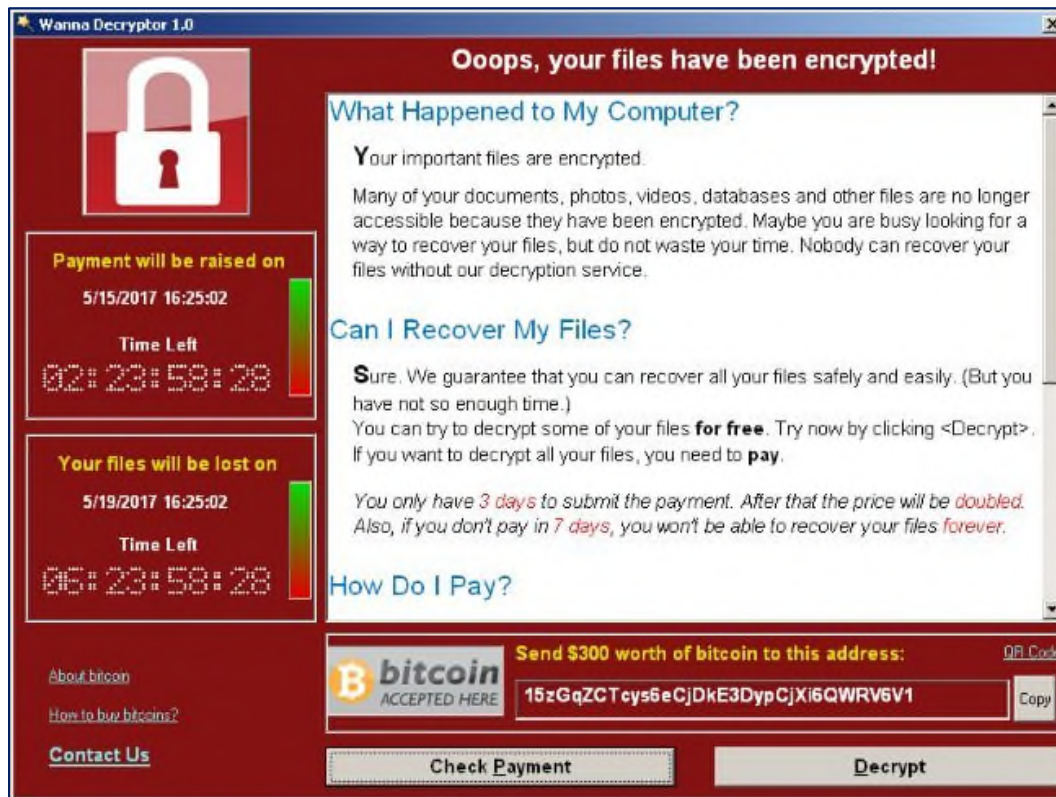 Wanna Decryptor 1.0
Ooops, your files have been encrypted!
Payment will be raised on
5/15/2017 16:25:02
Time Left
02:23:58:28
Your files will be lost on
5/19/2017 16:25:02
Time Left
06:23:58:28
About bitcoin
How to buy bitcoins?
Contact Us
What Happened to My Computer?
Your important files are encrypted.
Many of your documents, photos, videos, databases and other files are no longer
accessible because they have been encrypted. Maybe you are busy looking for a
way to recover your files, but do not waste your time. Nobody can recover your
files without our decryption service.
Can I Recover My Files?
Sure. We guarantee that you can recover all your files safely and easily. (But you
have not so enough time.)
You can try to decrypt some of your files for free. Try now by clicking <Decrypt>.
If you want to decrypt all your files, you need to pay.
You only have 3 days to submit the payment. After that the price will be doubled.
Also, if you don't pay in 7 days, you won't be able to recover your files forever.
How Do I Pay?
bitcoin
ACCEPTED HERE
Send $300 worth of bitcoin to this address:
QR Code
15zGqZCTcys6eCjDkE3DypCjXi6QWRV6V1
Copy
Check Payment
Decrypt